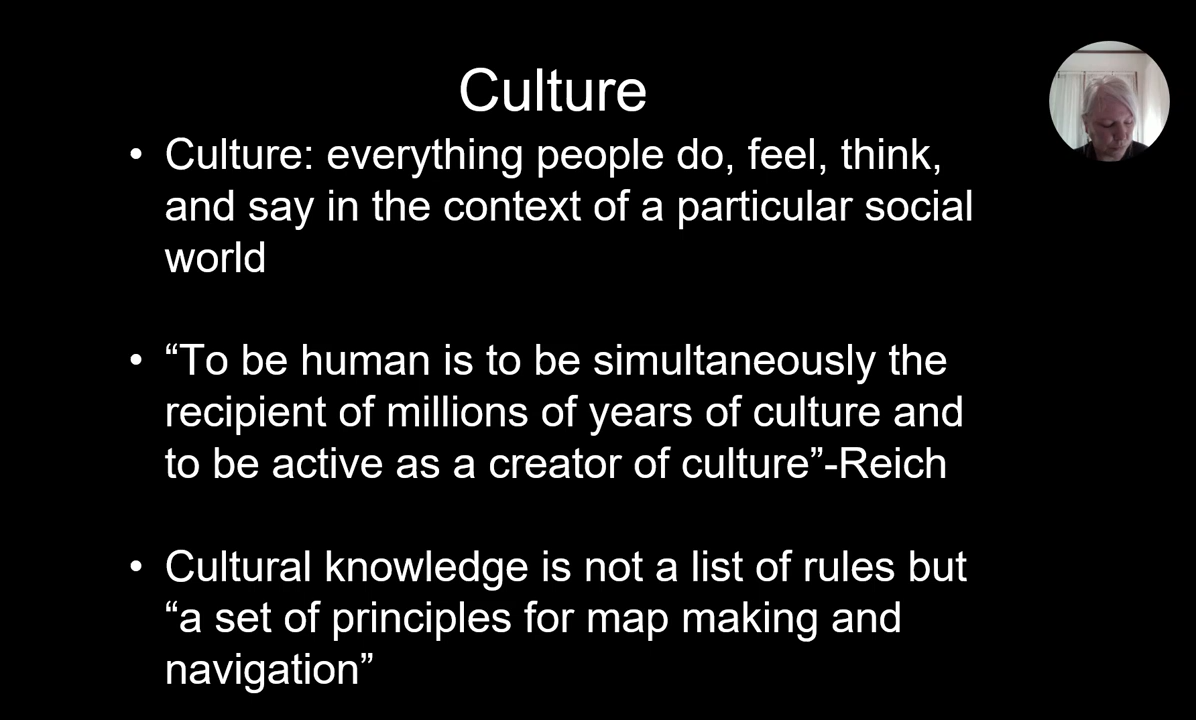 Culture
• Culture: everything people do, feel, think,
and say in the context of a particular social
world
• “To be human is to be simultaneously the
recipient of millions of years of culture and
to be active as a creator of culture”-Reich
• Cultural knowledge is not a list of rules but
“a set of principles for map making and
navigation”